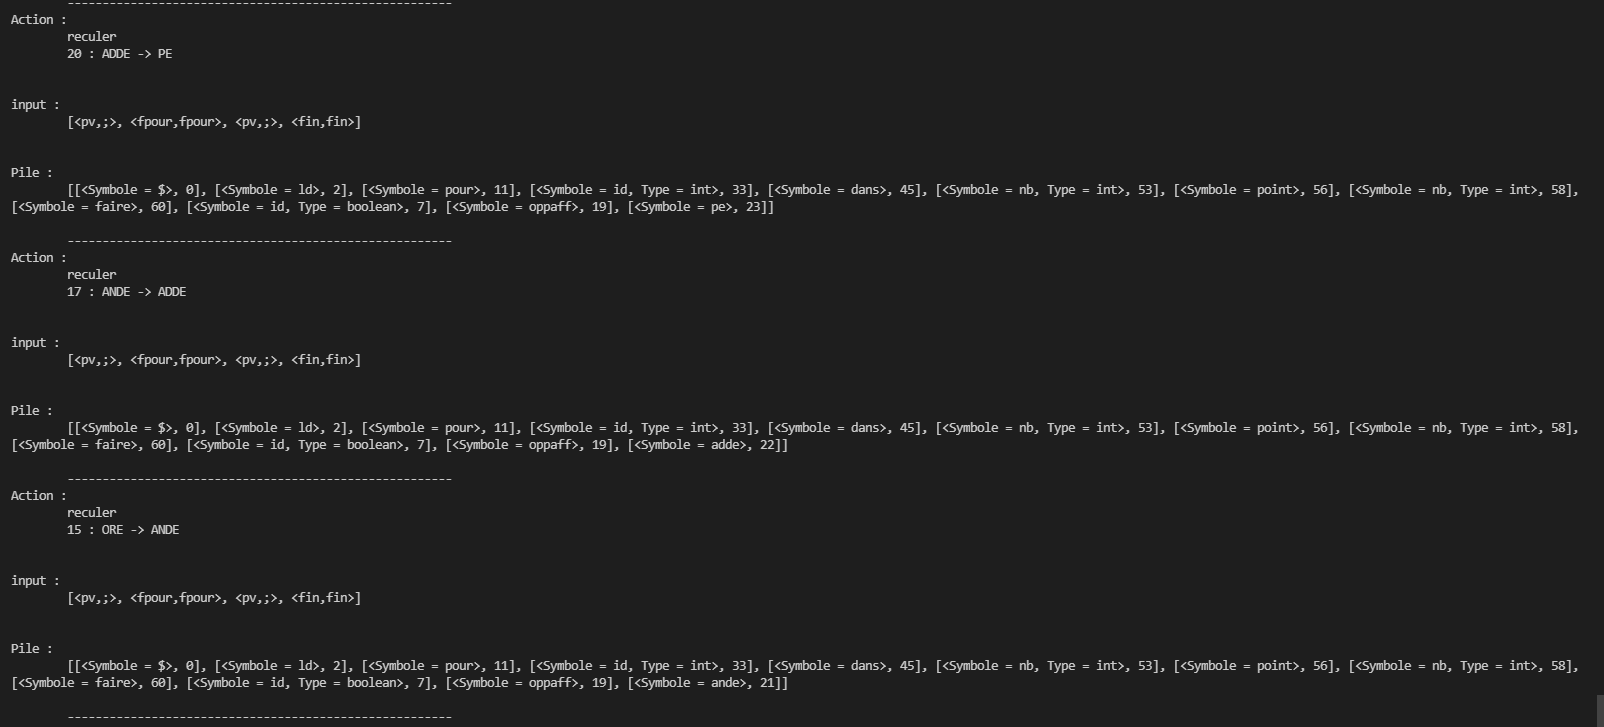 -------------------------------------------------------
Action :
reculer
20 : ADDE -> PE
input :
[<pv,;>, <fpour,fpour>, <pv,;>, <fin,fin>]
Pile :
[[<Symbole = $>, 0], [<Symbole = ld>, 2], [<Symbole = pour>, 11], [<Symbole = id, Type = int>, 33], [<Symbole = dans>, 45], [<Symbole = nb, Type = int>, 53], [<Symbole = point>, 56], [<Symbole = nb, Type = int>, 58],
[<Symbole = faire>, 60], [<Symbole = id, Type = boolean>, 7], [<Symbole = oppaff>, 19], [<Symbole = pe>, 23]]
-------------------------------------------------------
Action :
reculer
17 : ANDE -> ADDE
input :
[<pv,;>, <fpour,fpour>, <pv,;>, <fin,fin>]
Pile :
[[<Symbole = $>, 0], [<Symbole = ld>, 2], [<Symbole = pour>, 11], [<Symbole = id, Type = int>, 33], [<Symbole = dans>, 45], [<Symbole = nb, Type = int>, 53], [<Symbole = point>, 56], [<Symbole = nb, Type = int>, 58],
[<Symbole = faire>, 60], [<Symbole = id, Type = boolean>, 7], [<Symbole = oppaff>, 19], [<Symbole = adde>, 22]]
-------------------------------------------------------
Action :
reculer
15 : ORE -> ANDE
input :
[<pv,;>, <fpour,fpour>, <pv,;>, <fin,fin>]
Pile :
[[<Symbole = $>, 0], [<Symbole = ld>, 2], [<Symbole = pour>, 11], [<Symbole = id, Type = int>, 33], [<Symbole = dans>, 45], [<Symbole = nb, Type = int>, 53], [<Symbole = point>, 56], [<Symbole = nb, Type = int>, 58],
[<Symbole = faire>, 60], [<Symbole = id, Type = boolean>, 7], [<Symbole = oppaff>, 19], [<Symbole = ande>, 21]]
-------------------------------------------------------